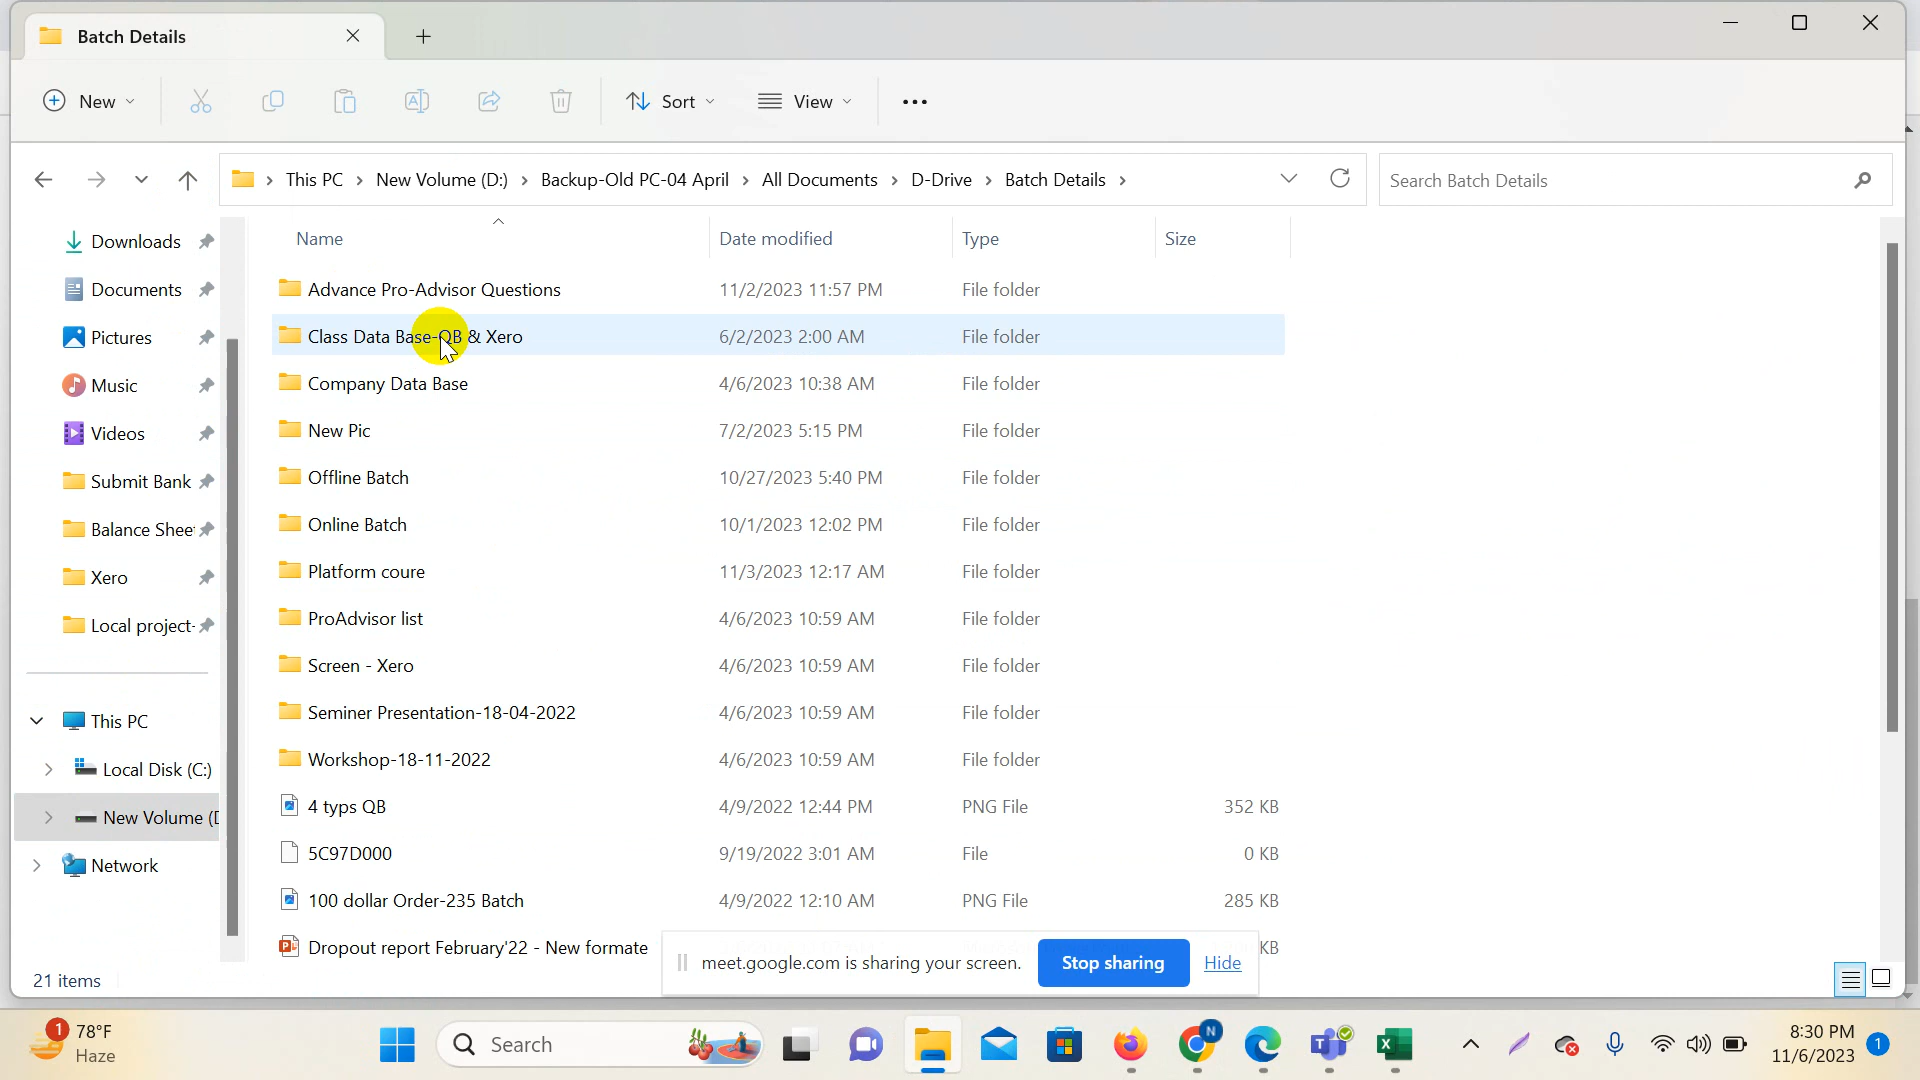 Batch Details
New
Sort
View
This PC > New Volume (D:) > Backup-Old PC-04 April > All Documents > D-Drive > Batch Details >
Search Batch Details
Name Date modified Type Size
Downloads
Documents
Pictures
Music
Videos
Submit Bank
Balance Shee
Xero
Local project-
This PC
Local Disk (C:)
New Volume (D
Network
Advance Pro-Advisor Questions 11/2/2023 11:57 PM File folder
Class Data Base-QB & Xero 6/2/2023 2:00 AM File folder
Company Data Base 4/6/2023 10:38 AM File folder
New Pic 7/2/2023 5:15 PM File folder
Offline Batch 10/27/2023 5:40 PM File folder
Online Batch 10/1/2023 12:02 PM File folder
Platform coure 11/3/2023 12:17 AM File folder
ProAdvisor list 4/6/2023 10:59 AM File folder
Screen - Xero 4/6/2023 10:59 AM File folder
Seminer Presentation-18-04-2022 4/6/2023 10:59 AM File folder
Workshop-18-11-2022 4/6/2023 10:59 AM File folder
4 typs QB 4/9/2022 12:44 PM PNG File 352 KB
5C97D000 9/19/2022 3:01 AM File 0 KB
100 dollar Order-235 Batch 4/9/2022 12:10 AM PNG File 285 KB
Dropout report February'22 - New formate KB
meet.google.com is sharing your screen. Stop sharing Hide
21 items
1 78°F
Haze
Search
N
8:30 PM
11/6/2023
1